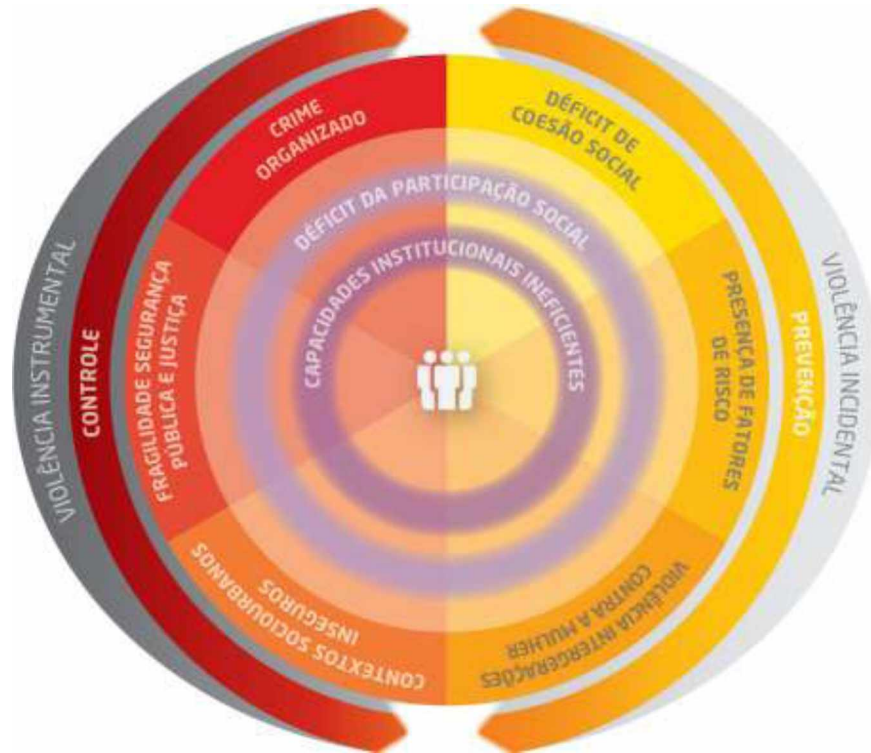 VIOLÊNCIA INSTRUMENTAL
CONTROLE
CRIME
ORGANIZADO
FRAGILIDADE SEGURANÇA
PÚBLICA E JUSTIÇA
CONTEXTOS SOCIOURBANOS
INSEGUROS
DÉFICIT DA PARTICIPAÇÃO SOCIAL
CAPACIDADES INSTITUCIONAIS INEFICIENTES
DÉFICIT DE
COESÃO SOCIAL
PRESENÇA DE FATORES
DE RISCO
VIOLÊNCIA INTERGERAÇÕES
CONTRA A MULHER
PREVENÇÃO
VIOLÊNCIA INCIDENTAL